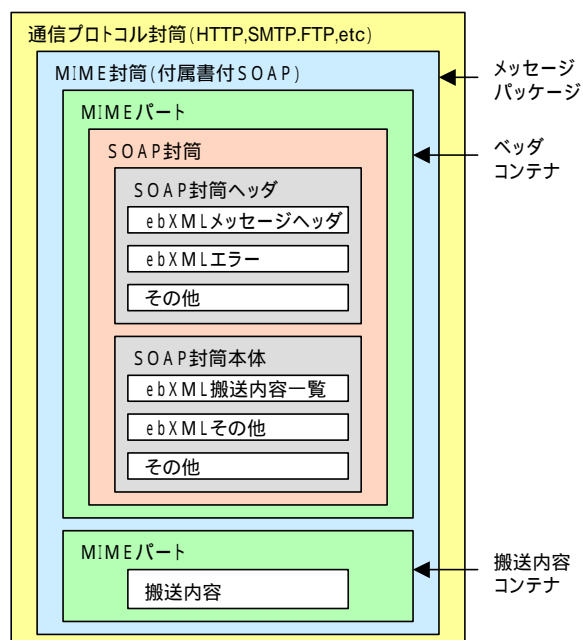 通信プロトコル封筒(HTTP,SMTP.FTP,etc)
MIME封筒(付属書付SOAP)
メッセージ
パッケージ
MIMEパート
SOAP封筒
ベッダ
コンテナ
SOAP封筒ヘッダ
ebXMLメッセージヘッダ
ebXMLエラー
その他
SOAP封筒本体
ebXML搬送内容一覧
ebXMLその他
その他
MIMEパート
搬送内容
搬送内容
コンテナ